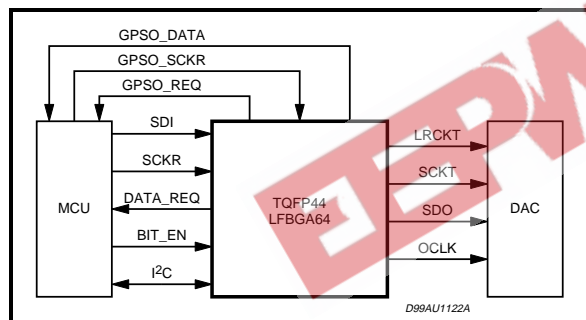 GPSO_DATA
GPSO_SCKR
GPSO_REQ
SDI
SCKR
DATA_REQ
BIT_EN
I²C
MCU
TQFP44
LFBGA64
LRCKT
SCKT
SDO
OCLK
DAC
D99AU1122A